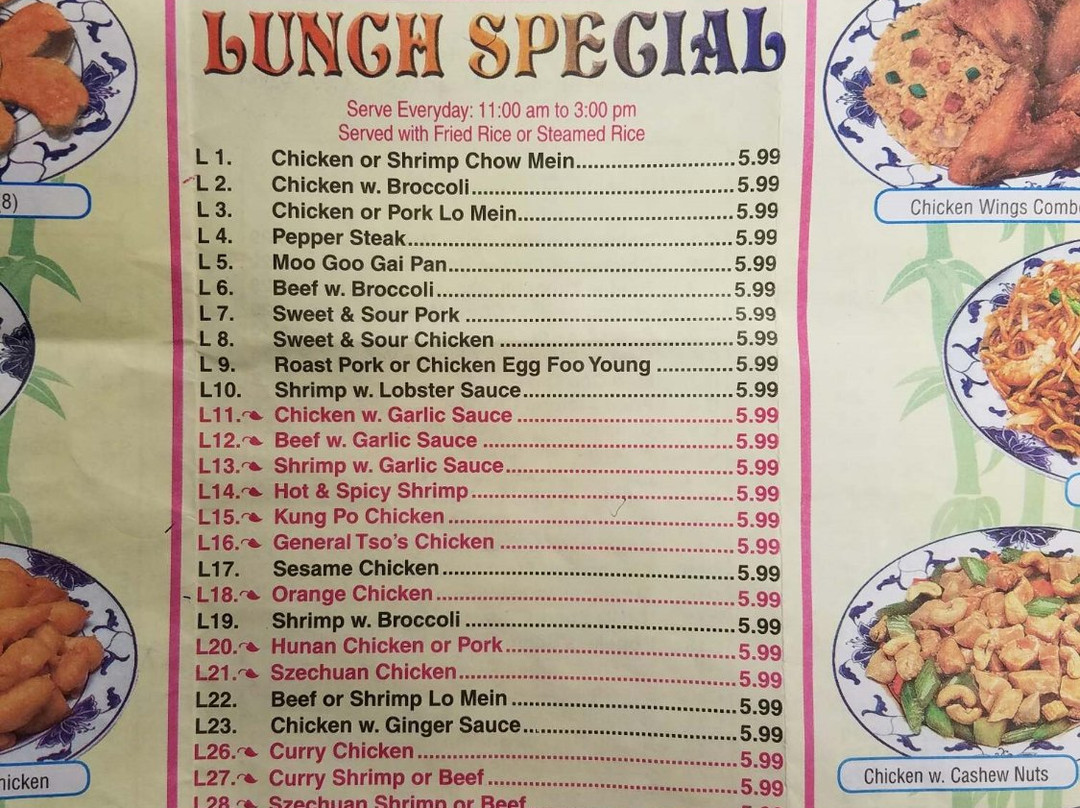 LUNCH SPECIAL
Serve Everyday: 11:00 am to 3:00 pm
Served with Fried Rice or Steamed Rice
L 1. Chicken or Shrimp Chow Mein 5.99
L 2. Chicken w. Broccoli 5.99
L 3. Chicken or Pork Lo Mein 5.99
L 4. Pepper Steak 5.99
L 5. Moo Goo Gai Pan 5.99
L 6. Beef w. Broccoli 5.99
L 7. Sweet & Sour Pork 5.99
L 8. Sweet & Sour Chicken 5.99
L 9. Roast Pork or Chicken Egg Foo Young 5.99
L10. Shrimp w. Lobster Sauce 5.99
L11. Chicken w. Garlic Sauce 5.99
L12. Beef w. Garlic Sauce 5.99
L13. Shrimp w. Garlic Sauce 5.99
L14. Hot & Spicy Shrimp 5.99
L15. Kung Po Chicken 5.99
L16. General Tso's Chicken 5.99
L17. Sesame Chicken 5.99
L18. Orange Chicken 5.99
L19. Shrimp w. Broccoli 5.99
L20. Hunan Chicken or Pork 5.99
L21. Szechuan Chicken 5.99
L22. Beef or Shrimp Lo Mein 5.99
L23. Chicken w. Ginger Sauce 5.99
L26. Curry Chicken 5.99
L27. Curry Shrimp or Beef 5.99
L28. Szechuan Shrimp or Beef
8)
Chicken Wings
Chicken w. Cashew Nuts